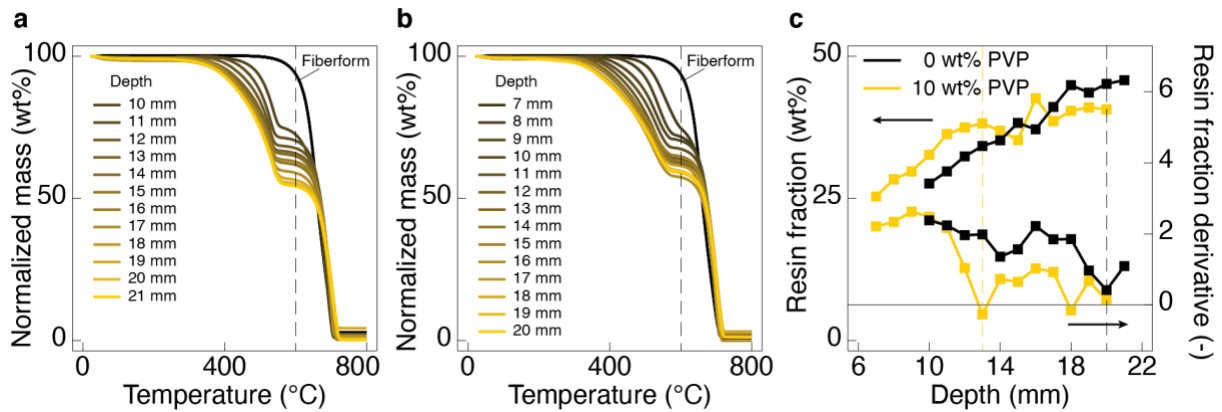 a
Normalized mass (wt%)
100
50
0
Depth
10 mm
11 mm
12 mm
13 mm
14 mm
15 mm
16 mm
17 mm
18 mm
19 mm
20 mm
21 mm
Fiberform
0
400
800
Temperature (°C)
b
Normalized mass (wt%)
100
50
0
Depth
7 mm
8 mm
9 mm
10 mm
11 mm
12 mm
13 mm
14 mm
15 mm
16 mm
17 mm
18 mm
19 mm
20 mm
Fiberform
0
400
800
Temperature (°C)
c
Resin fraction (wt%)
50
25
0
0 wt% PVP
10 wt% PVP
6
4
2
0
Resin fraction derivative (-)
6
10
14
18
22
Depth (mm)